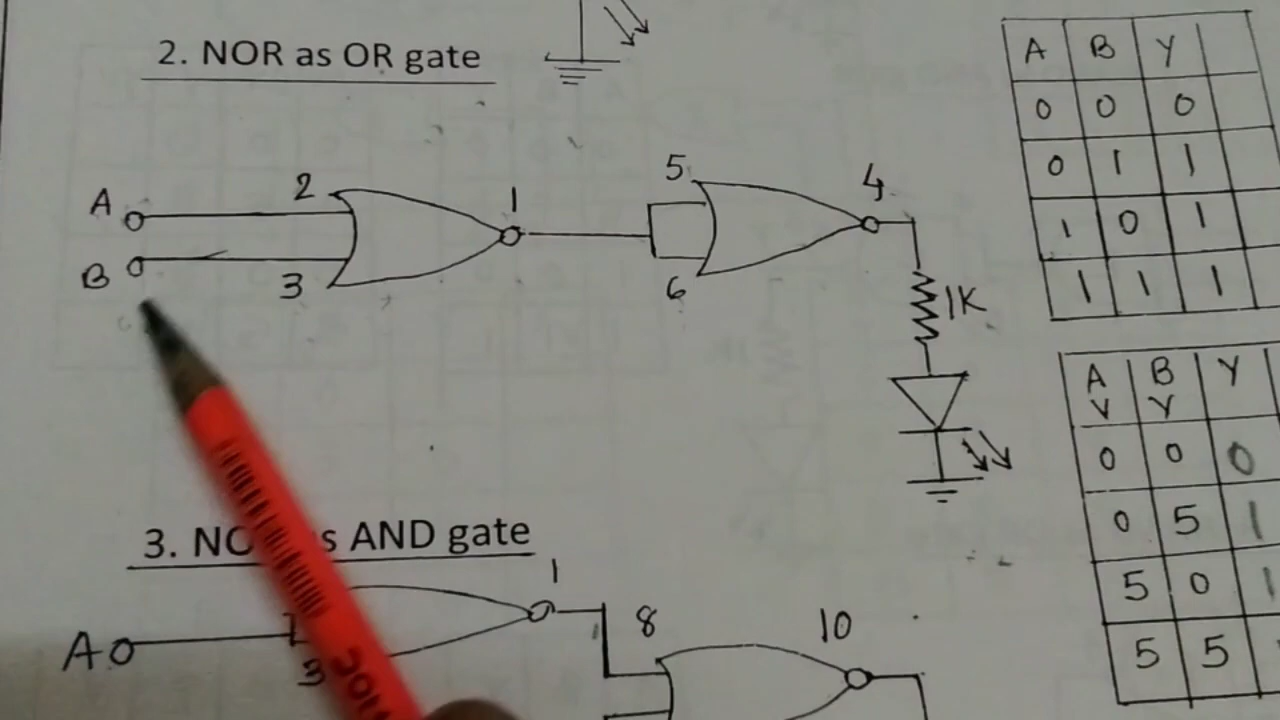 2. NOR as OR gate
A
B
2
3
1
5
6
4
1K
A B Y
0 0 0
0 1 1
1 0 1
1 1 1
A B Y
V V
0 0 0
0 5 1
5 0 1
5 5
3. NO s AND gate
A
3
1
8
10